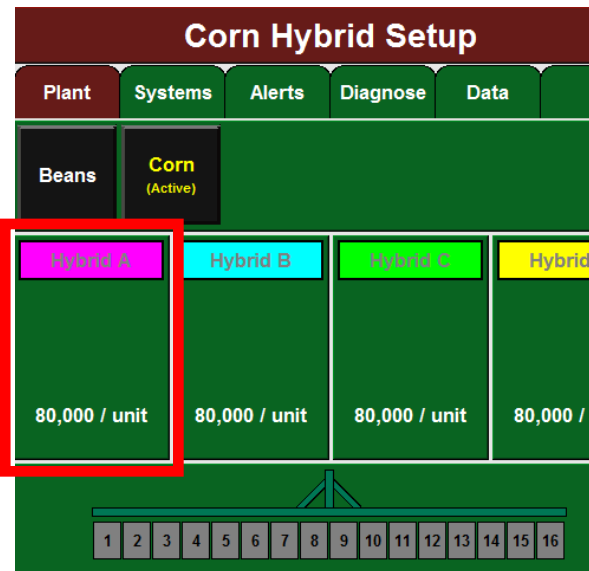 Corn Hybrid Setup
Plant Systems Alerts Diagnose Data
Beans Corn
(Active)
Hybrid A Hybrid B Hybrid C Hybrid
80,000 / unit 80,000 / unit 80,000 / unit 80,000 /
1 2 3 4 5 6 7 8 9 10 11 12 13 14 15 16